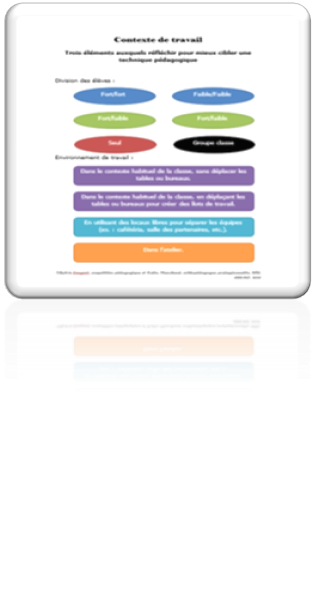 Contexte de travail
Trois éléments auxquels réfléchir pour mieux cibler une
technique pédagogique
Division des élèves :
Fort/fort Faible/Faible
Fort/faible Fort/faible
Seul Groupe classe
Environnement de travail :
Dans le contexte habituel de la classe, sans déplacer les
tables ou bureaux.
Dans le contexte habituel de la classe, en déplaçant les
tables ou bureaux pour créer des îlots de travail.
En utilisant des locaux libres pour séparer les équipes
(ex. : cafétéria, salle des partenaires, etc.).
Dans l'atelier.